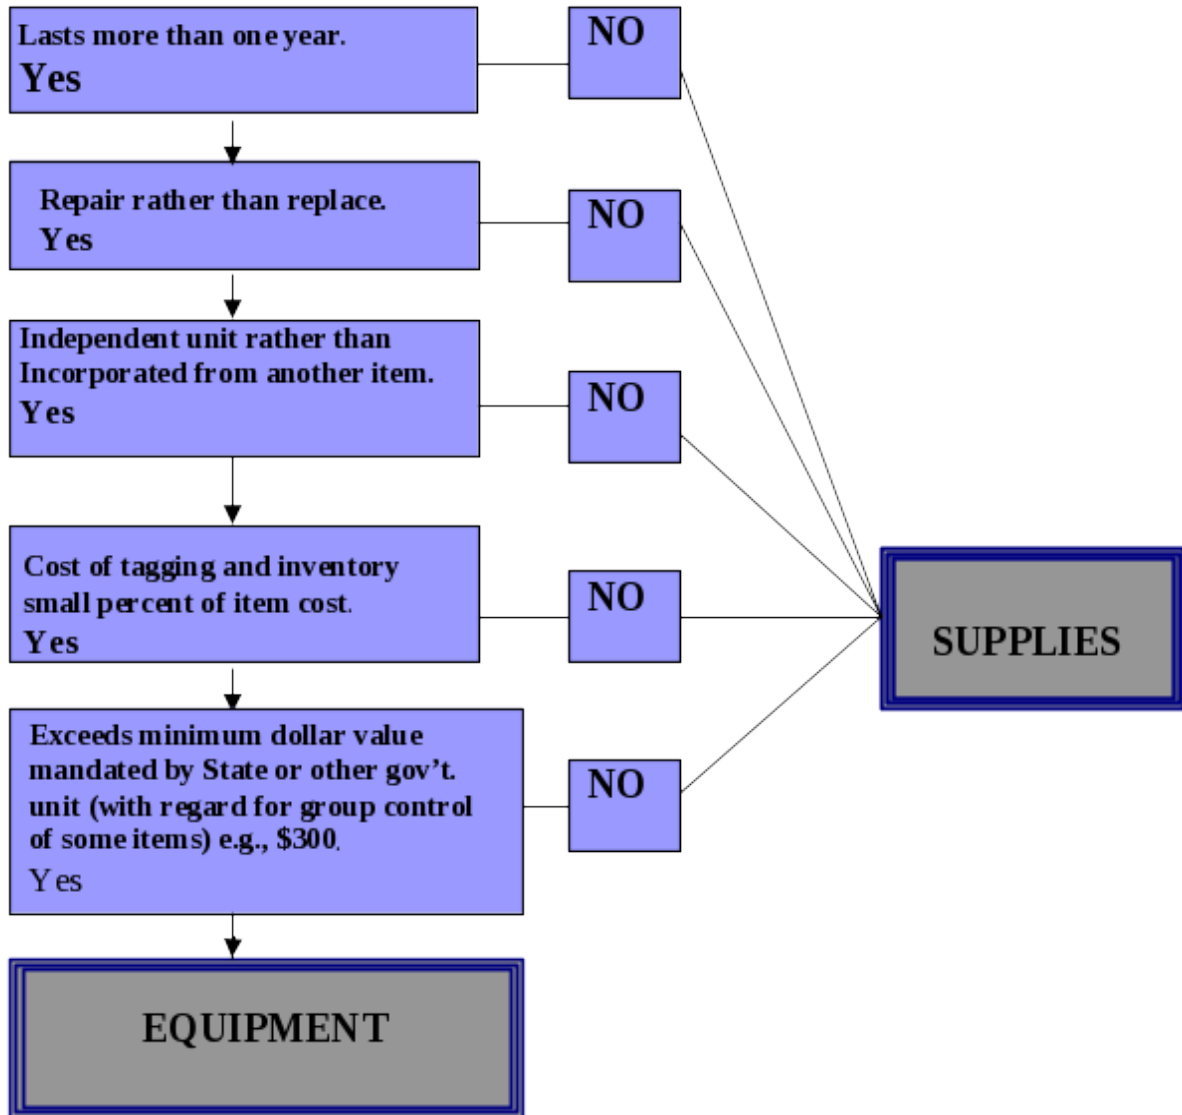 Lasts more than one year.
Yes
NO
Repair rather than replace.
Yes
NO
Independent unit rather than
Incorporated from another item.
Yes
NO
Cost of tagging and inventory
small percent of item cost.
Yes
NO
SUPPLIES
Exceeds minimum dollar value
mandated by State or other gov’t.
unit (with regard for group control
of some items) e.g., $300.
Yes
NO
EQUIPMENT